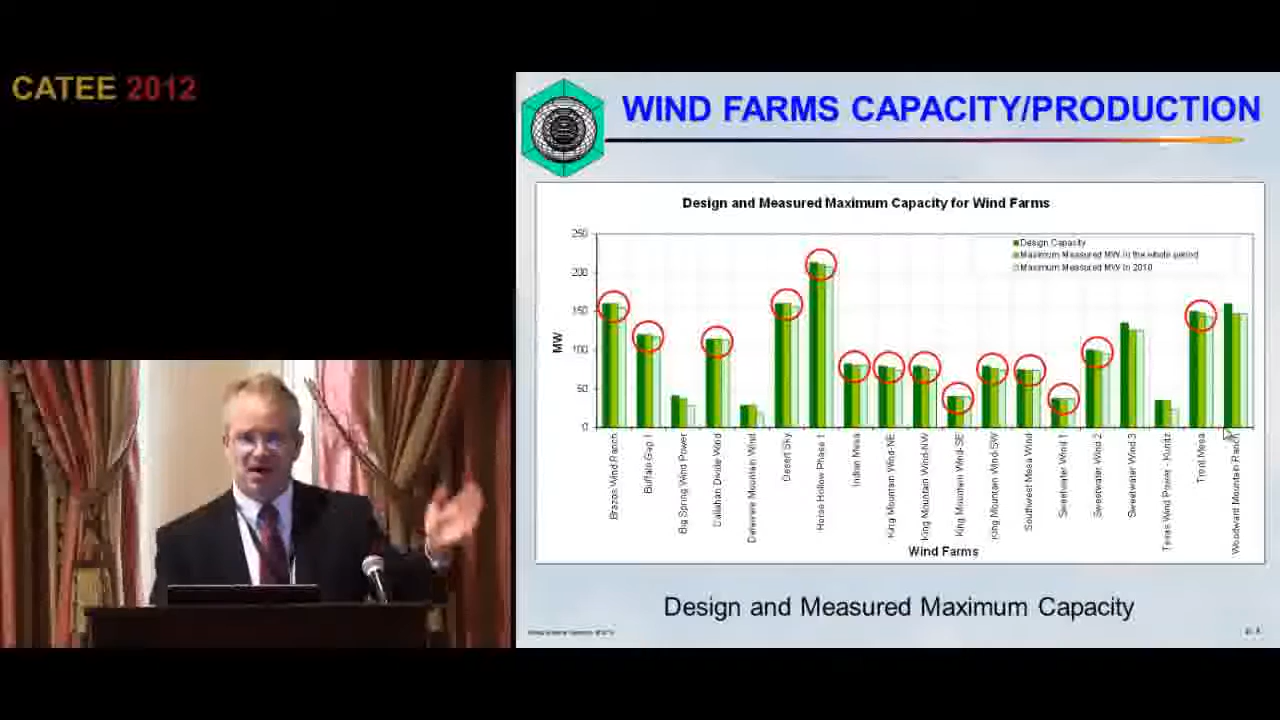 CATEE 2012
WIND FARMS CAPACITY/PRODUCTION
Design and Measured Maximum Capacity for Wind Farms
250
200
150
100
50
0
MW
Design Capacity
Maximum Measured MW in the whole period
Maximum Measured MW in 2010
Brazos Wind Ranch
Buffalo Gap 1
Big Spring Wind Power
Callahan Divide Wind
Delaware Mountain Wind
Desert Sky
Horse Hollow Phase 1
Indian Mesa
King Mountain Wind-NE
King Mountain Wind-NW
King Mountain Wind-SE
King Mountain Wind-SW
Southwest Mesa Wind
Sweetwater Wind 1
Sweetwater Wind 2
Sweetwater Wind 3
Texas Wind Power - Kunitz
Trent Mesa
Woodward Mountain Ranch
Wind Farms
Design and Measured Maximum Capacity